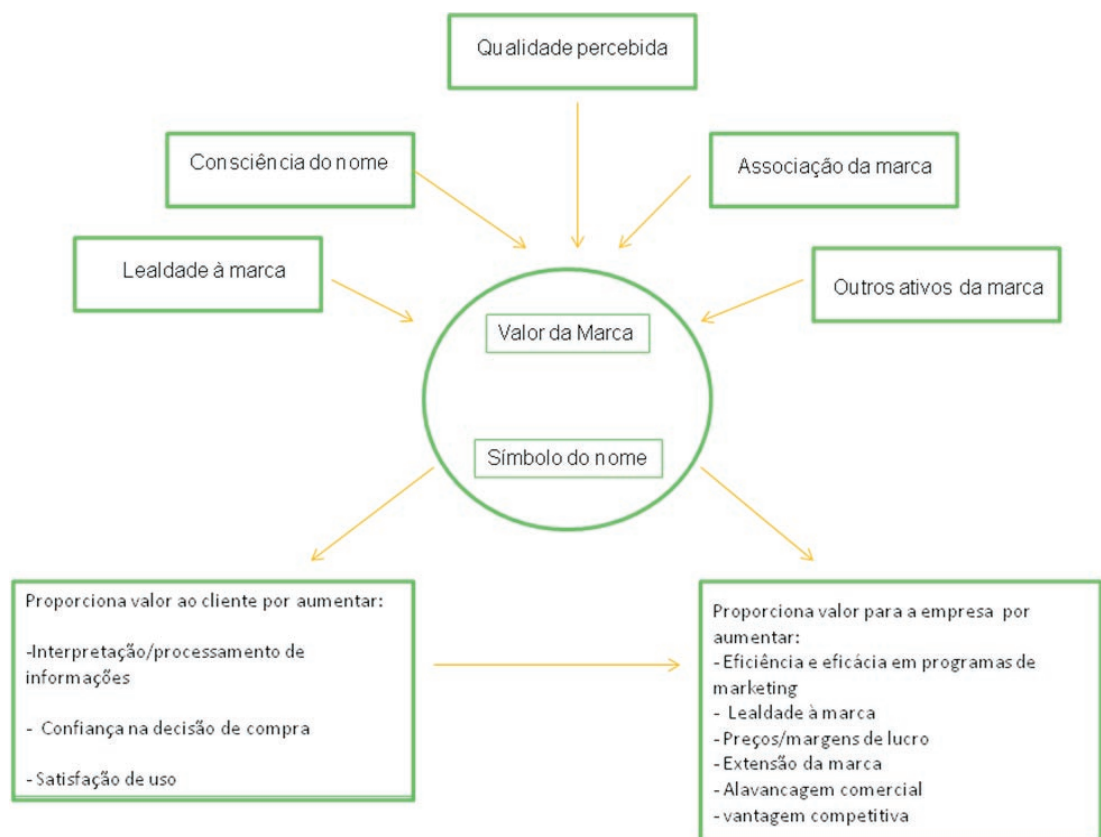 Qualidade percebida
Consciência do nome
Associação da marca
Lealdade à marca
Outros ativos da marca
Valor da Marca
Símbolo do nome
Proporciona valor ao cliente por aumentar:
-Interpretação/processamento de
informações
- Confiança na decisão de compra
- Satisfação de uso
Proporciona valor para a empresa por
aumentar:
- Eficiência e eficácia em programas de
marketing
- Lealdade à marca
- Preços/margens de lucro
- Extensão da marca
- Alavancagem comercial
- vantagem competitiva